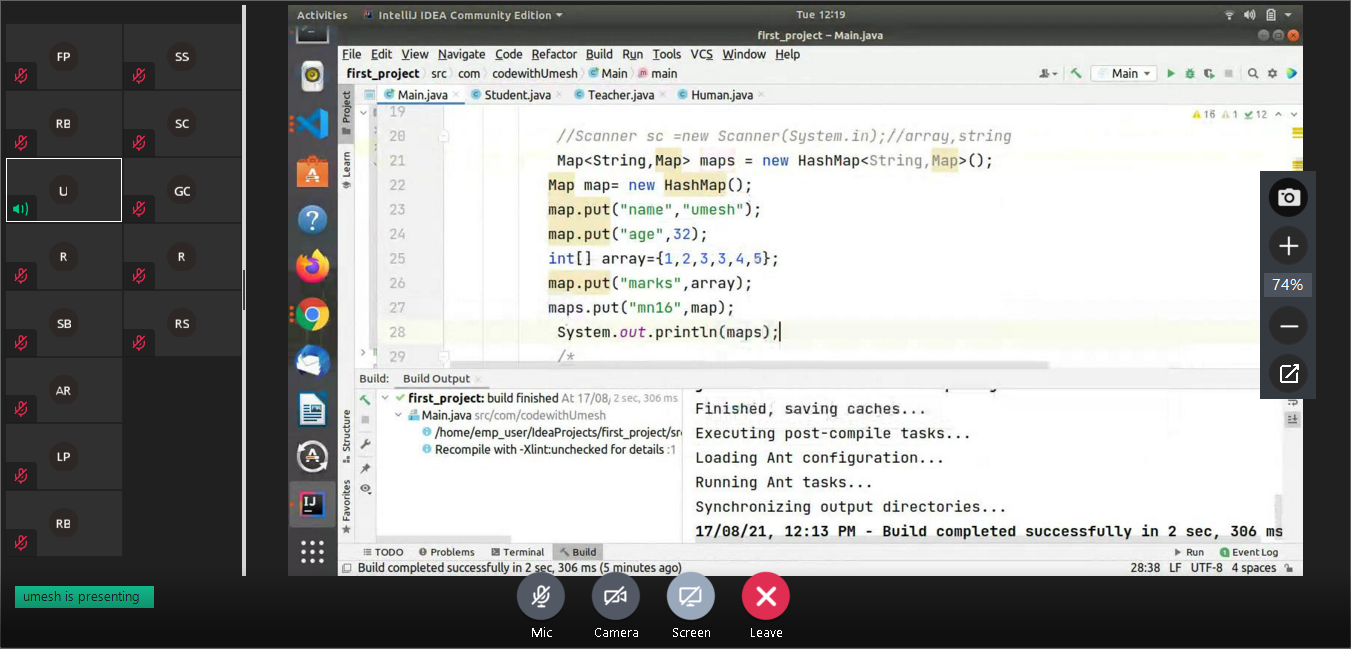 FP
SS
RB
SC
U
GC
R
R
SB
RS
AR
LP
RB
umesh is presenting
Activities IntelliJ IDEA Community Edition Tue 12:19
first_project – Main.java
File Edit View Navigate Code Refactor Build Run Tools VCS Window Help
first_project src com codewithUmesh Main main Main
Main.java Student.java Teacher.java Human.java
Project
Learn
Structure
Favorites
16 1 12
19
20 //Scanner sc =new Scanner(System.in);//array,string
21 Map<String,Map> maps = new HashMap<String,Map>();
22 Map map= new HashMap();
23 map.put("name","umesh");
24 map.put("age",32);
25 int[] array={1,2,3,3,4,5};
26 map.put("marks",array);
27 maps.put("mn16",map);
28 System.out.println(maps);
29 /*
Build: Build Output
first_project: build finished At 17/08/ 2 sec, 306 ms
Main.java src/com/codewithUmesh
/home/emp_user/IdeaProjects/first_project/sr
Recompile with -Xlint:unchecked for details :1
Finished, saving caches...
Executing post-compile tasks...
Loading Ant configuration...
Running Ant tasks...
Synchronizing output directories...
17/08/21, 12:13 PM - Build completed successfully in 2 sec, 306 ms
TODO Problems Terminal Build Run 1 Event Log
Build completed successfully in 2 sec, 306 ms (5 minutes ago) 28:38 LF UTF-8 4 spaces
74%
Mic Camera Screen Leave